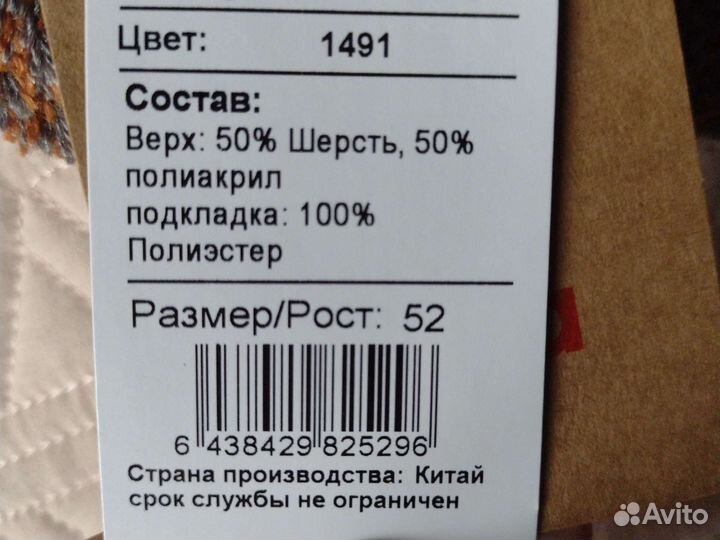 Цвет: 1491
Состав:
Верх: 50% Шерсть, 50%
полиакрил
подкладка: 100%
Полиэстер
Размер/Рост: 52
6 438429 825296
Страна производства: Китай
срок службы не ограничен
Avito